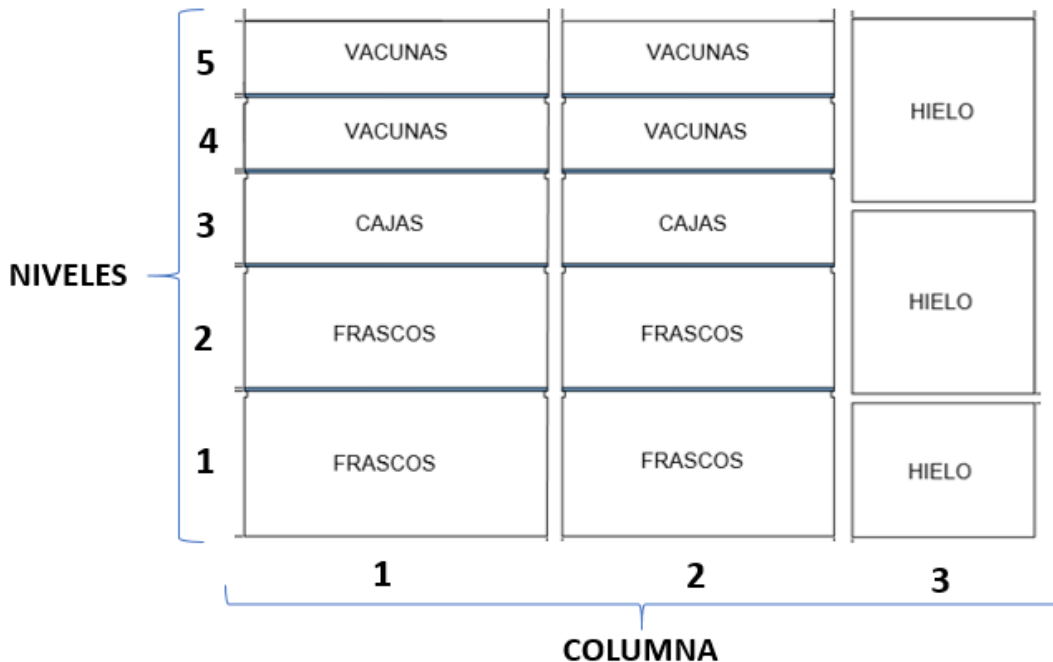 5 VACUNAS VACUNAS
HIELO
4 VACUNAS VACUNAS
3 CAJAS CAJAS
NIVELES
HIELO
2 FRASCOS FRASCOS
1 FRASCOS FRASCOS
HIELO
1 2 3
COLUMNA